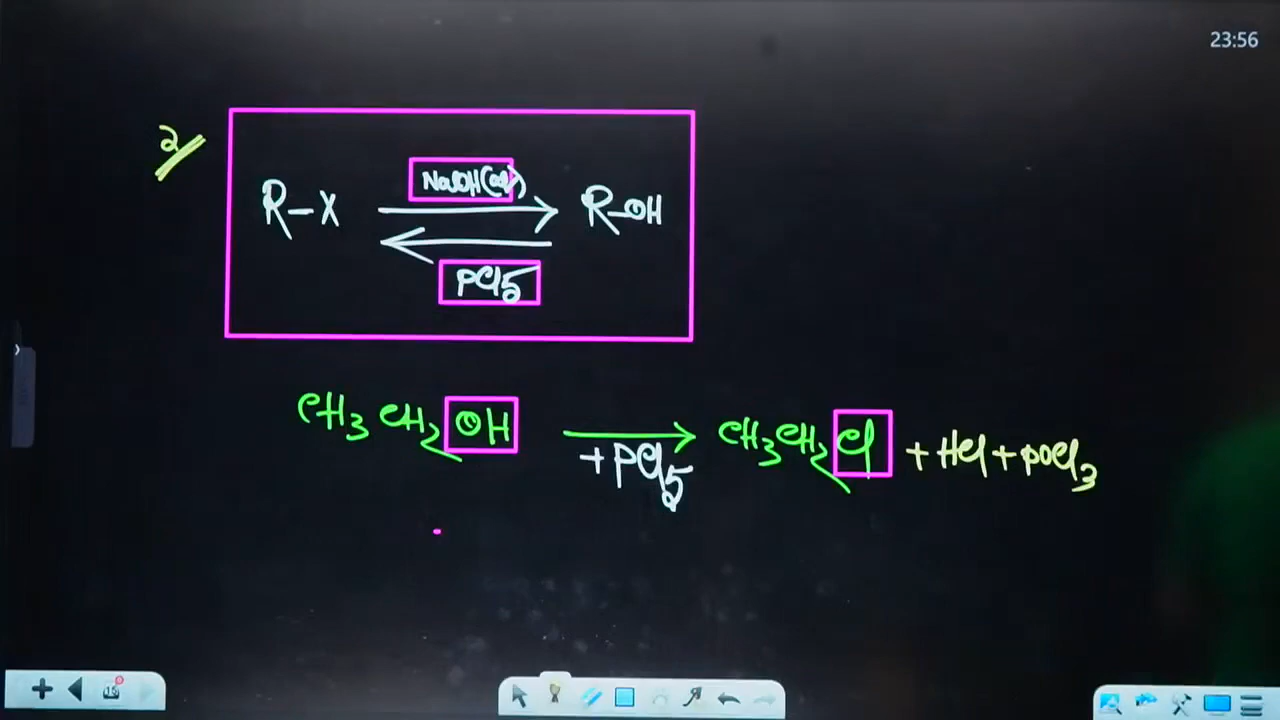 23:56
2
R-X NaOH(aq) R-OH
PCl5
CH3CH2OH +PCl5 CH3CH2Cl + HCl + POCl3